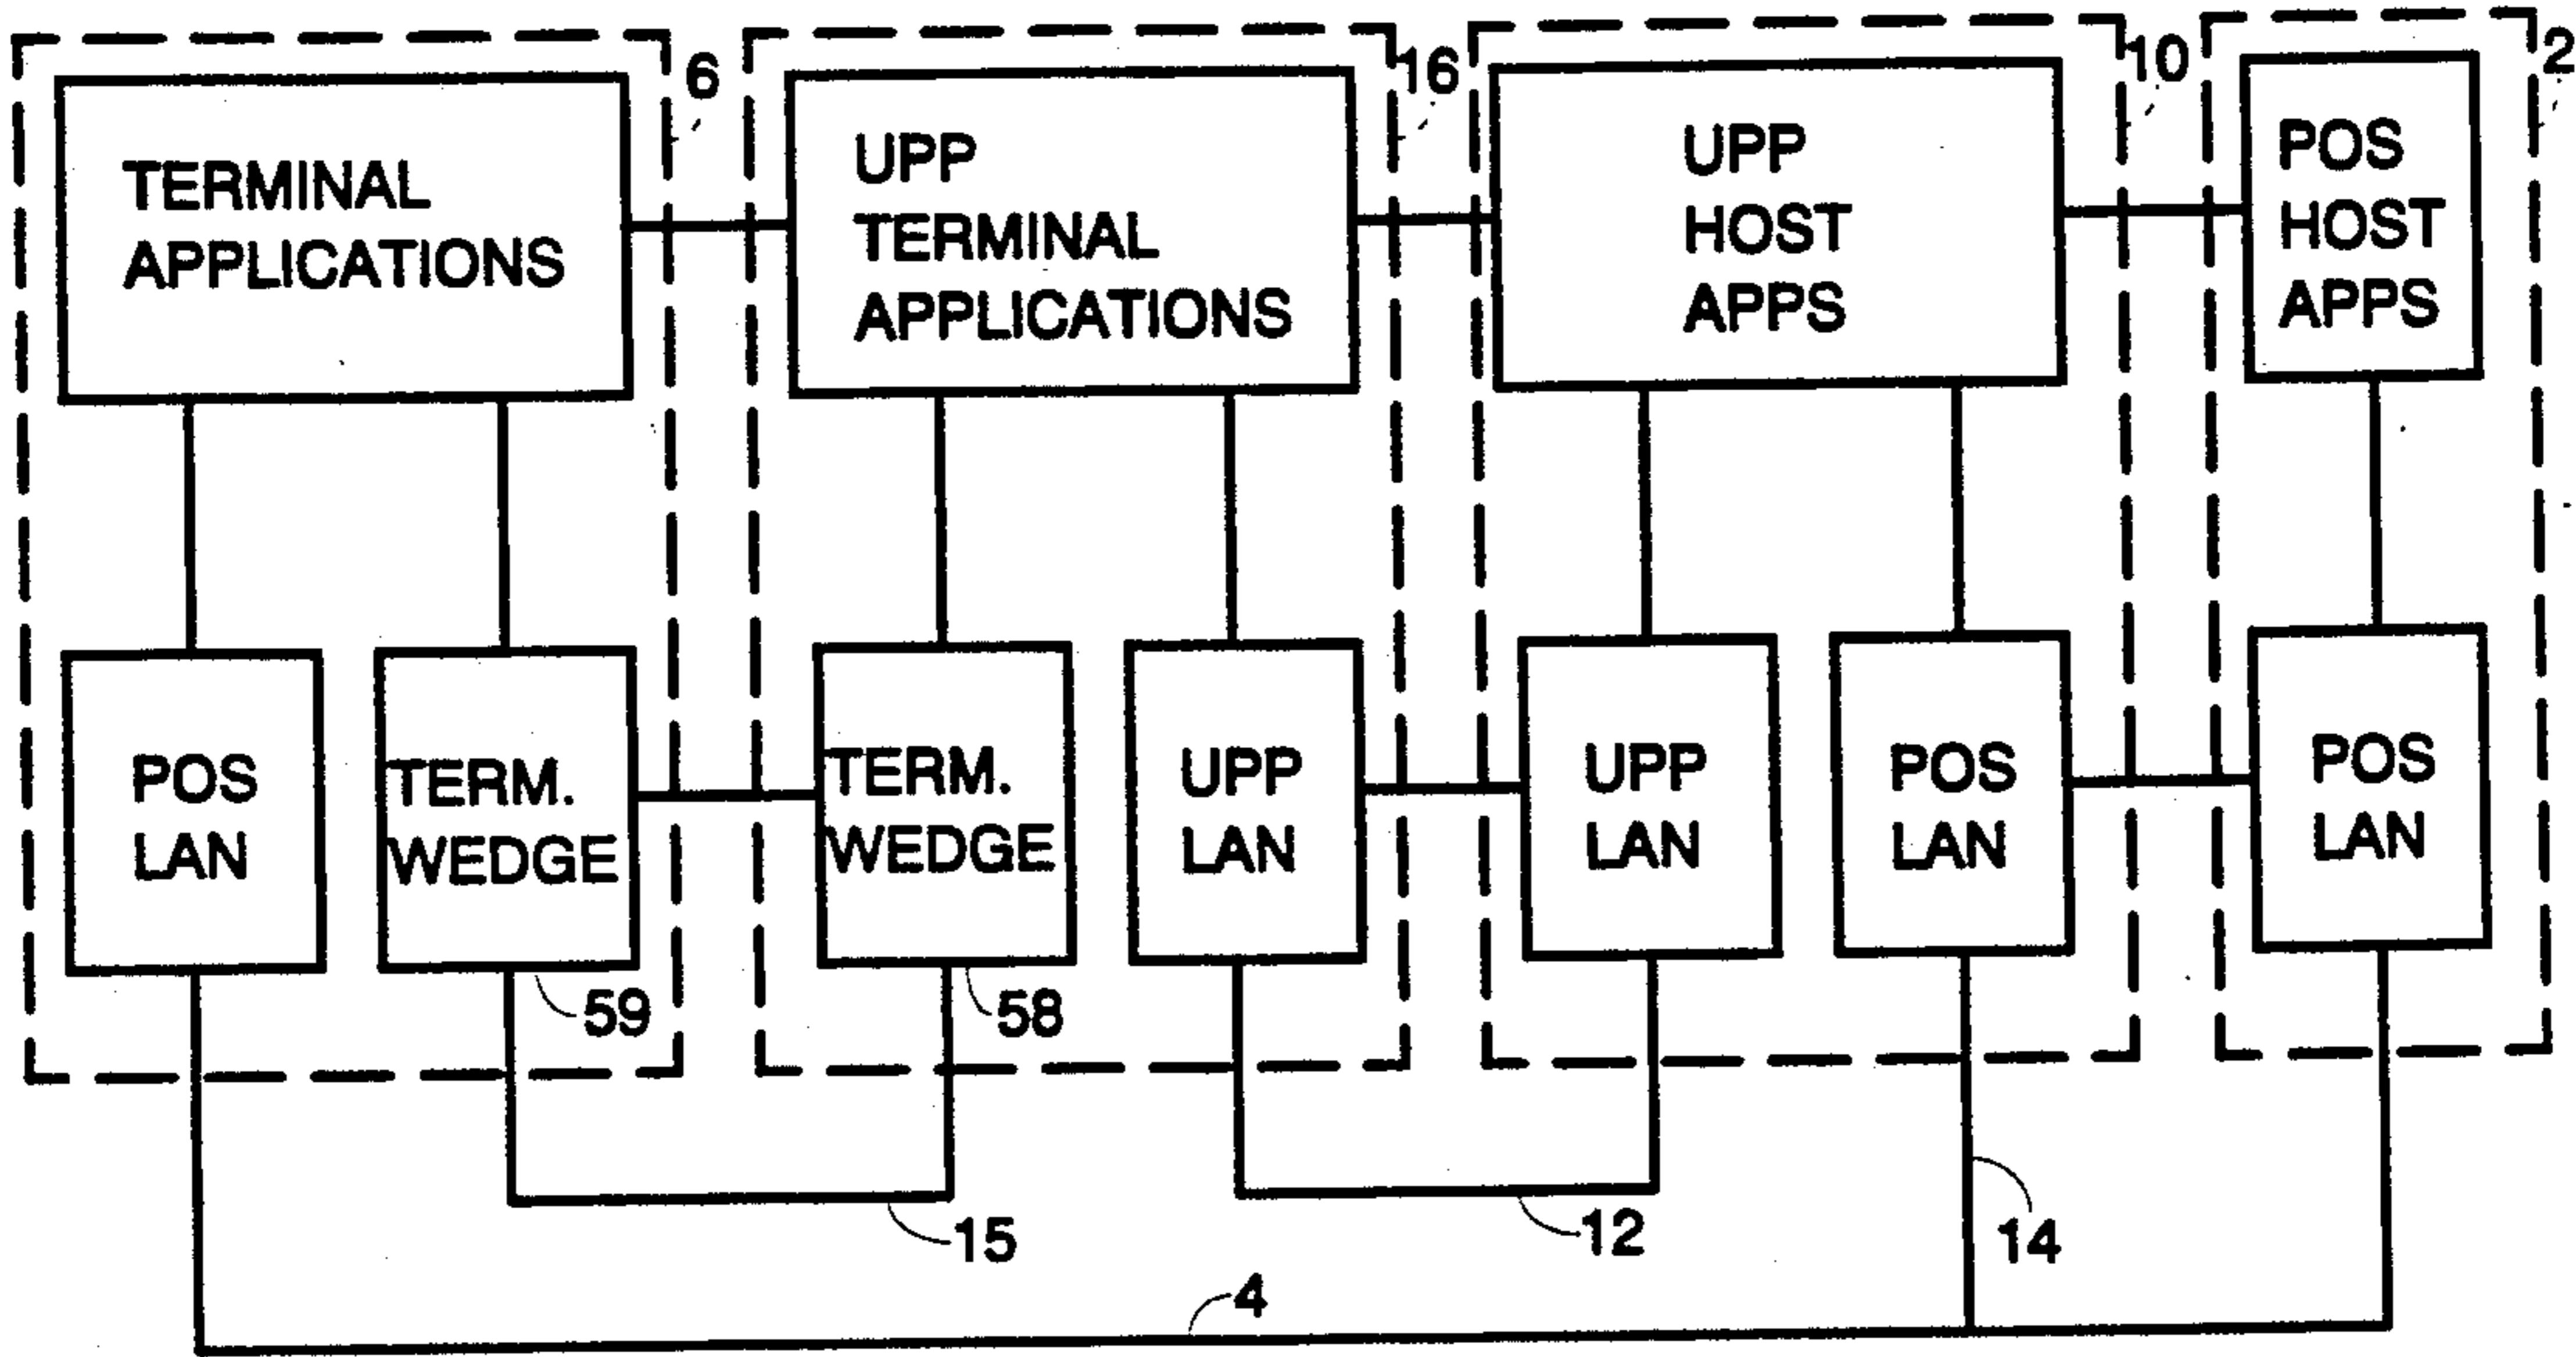 6
16
10
2
TERMINAL
APPLICATIONS
UPP
TERMINAL
APPLICATIONS
UPP
HOST
APPS
POS
HOST
APPS
POS
LAN
TERM.
WEDGE
TERM.
WEDGE
UPP
LAN
UPP
LAN
POS
LAN
POS
LAN
59
58
15
12
14
4